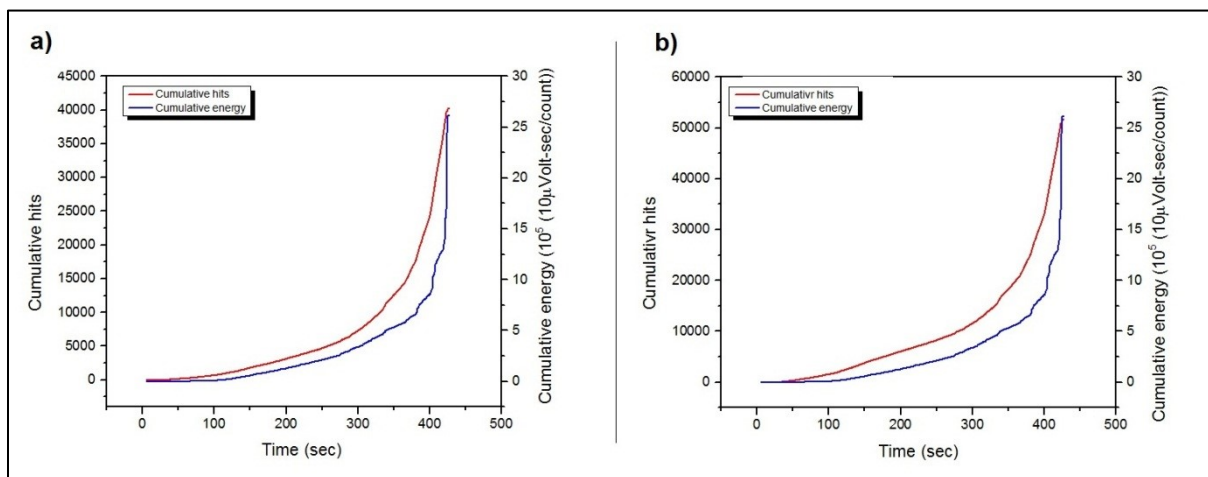 a)
Cumulative hits
Cumulative energy
Cumulative hits
45000
40000
35000
30000
25000
20000
15000
10000
5000
0
30
25
20
15
10
5
0
Cumulative energy (10⁵ (10μVolt-sec/count))
0 100 200 300 400 500
Time (sec)
b)
Cumulativr hits
Cumulative energy
Cumulativr hits
60000
50000
40000
30000
20000
10000
0
30
25
20
15
10
5
0
Cumulative energy (10⁵ (10μVolt-sec/count))
0 100 200 300 400 500
Time (sec)